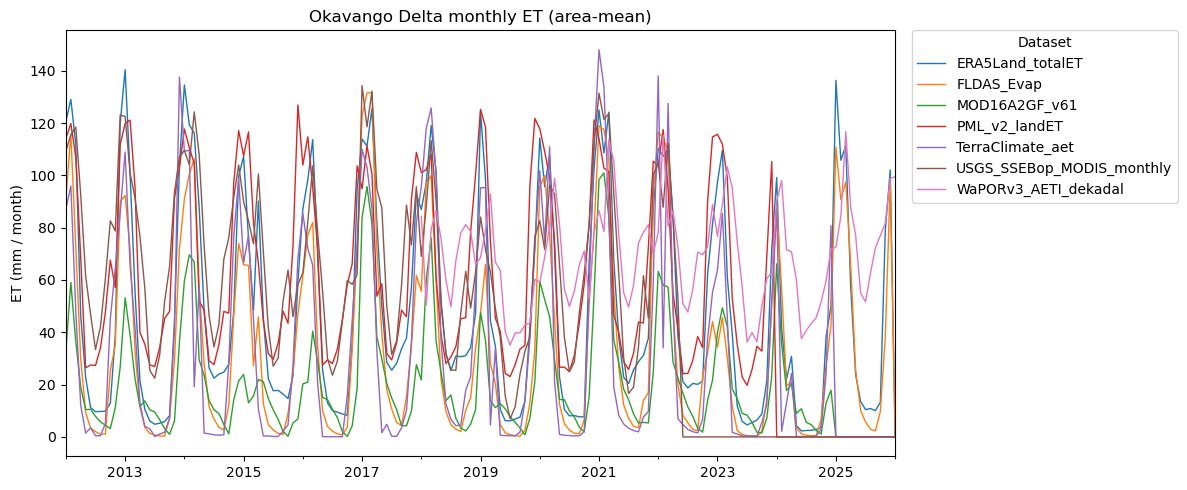 Okavango Delta monthly ET (area-mean)
ET (mm / month)
140
120
100
80
60
40
20
0
2013
2015
2017
2019
2021
2023
2025
Dataset
ERA5Land_totalET
FLDAS_Evap
MOD16A2GF_v61
PML_v2_landET
TerraClimate_aet
USGS_SSEBop_MODIS_monthly
WaPORv3_AETI_dekadal